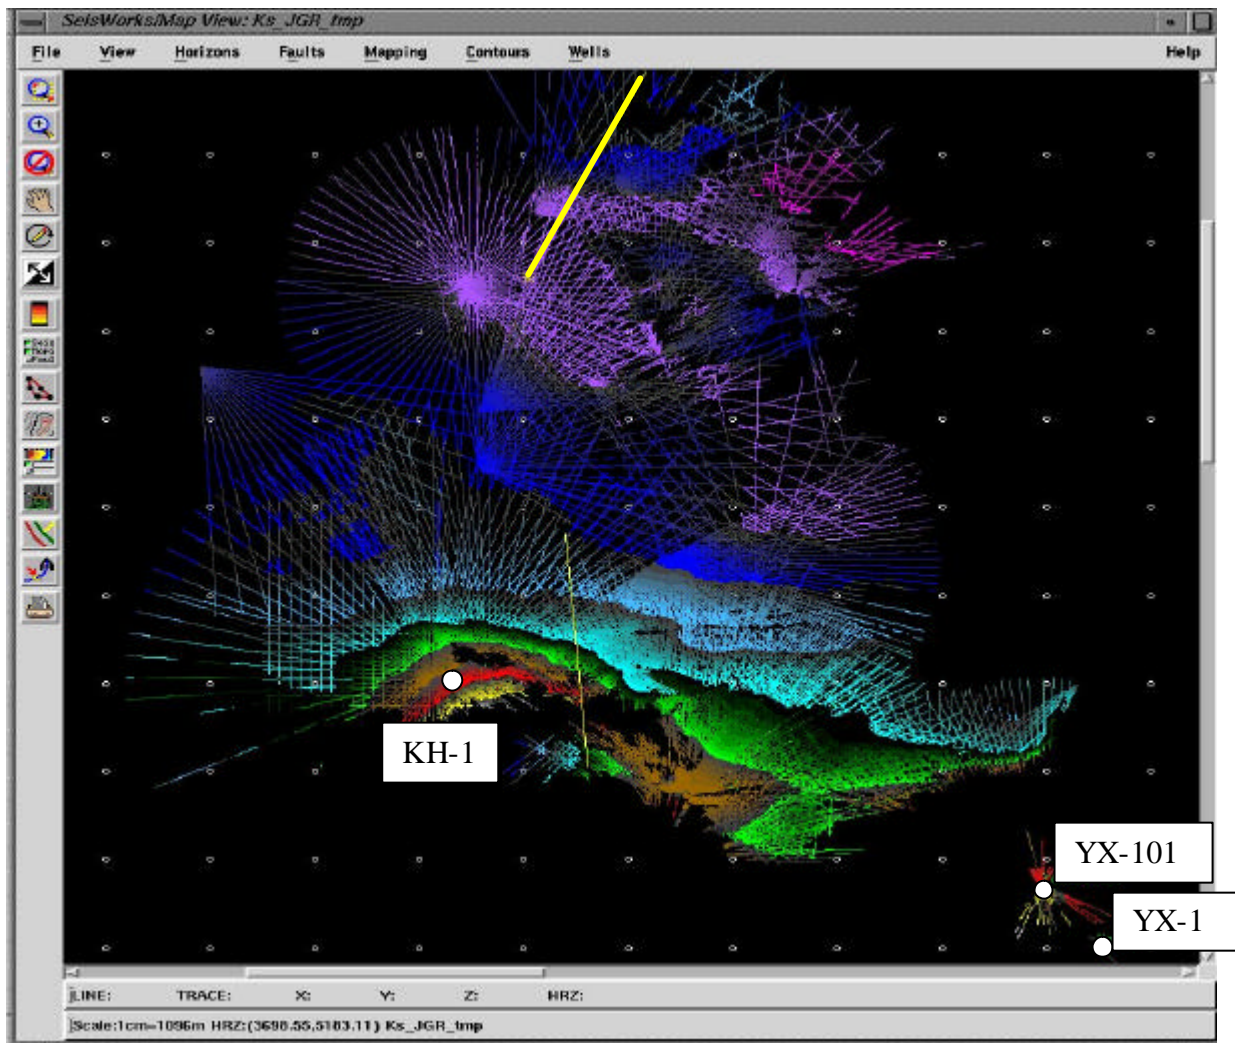 SeisWorks/Map View: Ks_JGR_tmp
File View Horizons Faults Mapping Contours Wells Help
KH-1
YX-101
YX-1
LINE: TRACE: X: Y: Z: HRZ:
Scale:1cm=1096m HRZ:(3698.55,5183.11) Ks_JGR_tmp